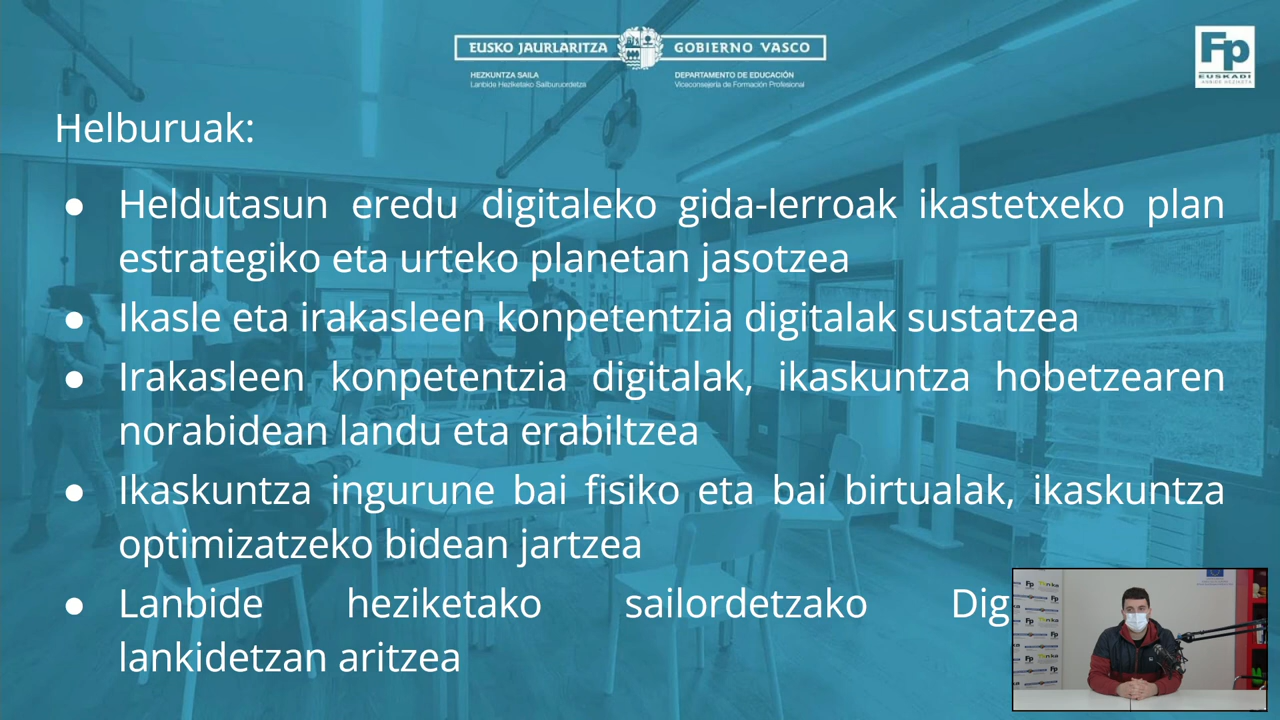 EUSKO JAURLARITZA GOBIERNO VASCO
HEZKUNTZA SAILA
Lanbide Heziketako Sailburuordetza
DEPARTAMENTO DE EDUCACIÓN
Viceconsejería de Formación Profesional
Fp
EUSKADI
LANBIDE HEZIKETA
Helburuak:
● Heldutasun eredu digitaleko gida-lerroak ikastetxeko plan
estrategiko eta urteko planetan jasotzea
● Ikasle eta irakasleen konpetentzia digitalak sustatzea
● Irakasleen konpetentzia digitalak, ikaskuntza hobetzearen
norabidean landu eta erabiltzea
● Ikaskuntza ingurune bai fisiko eta bai birtualak, ikaskuntza
optimizatzeko bidean jartzea
● Lanbide heziketako sailordetzako Dig
lankidetzan aritzea